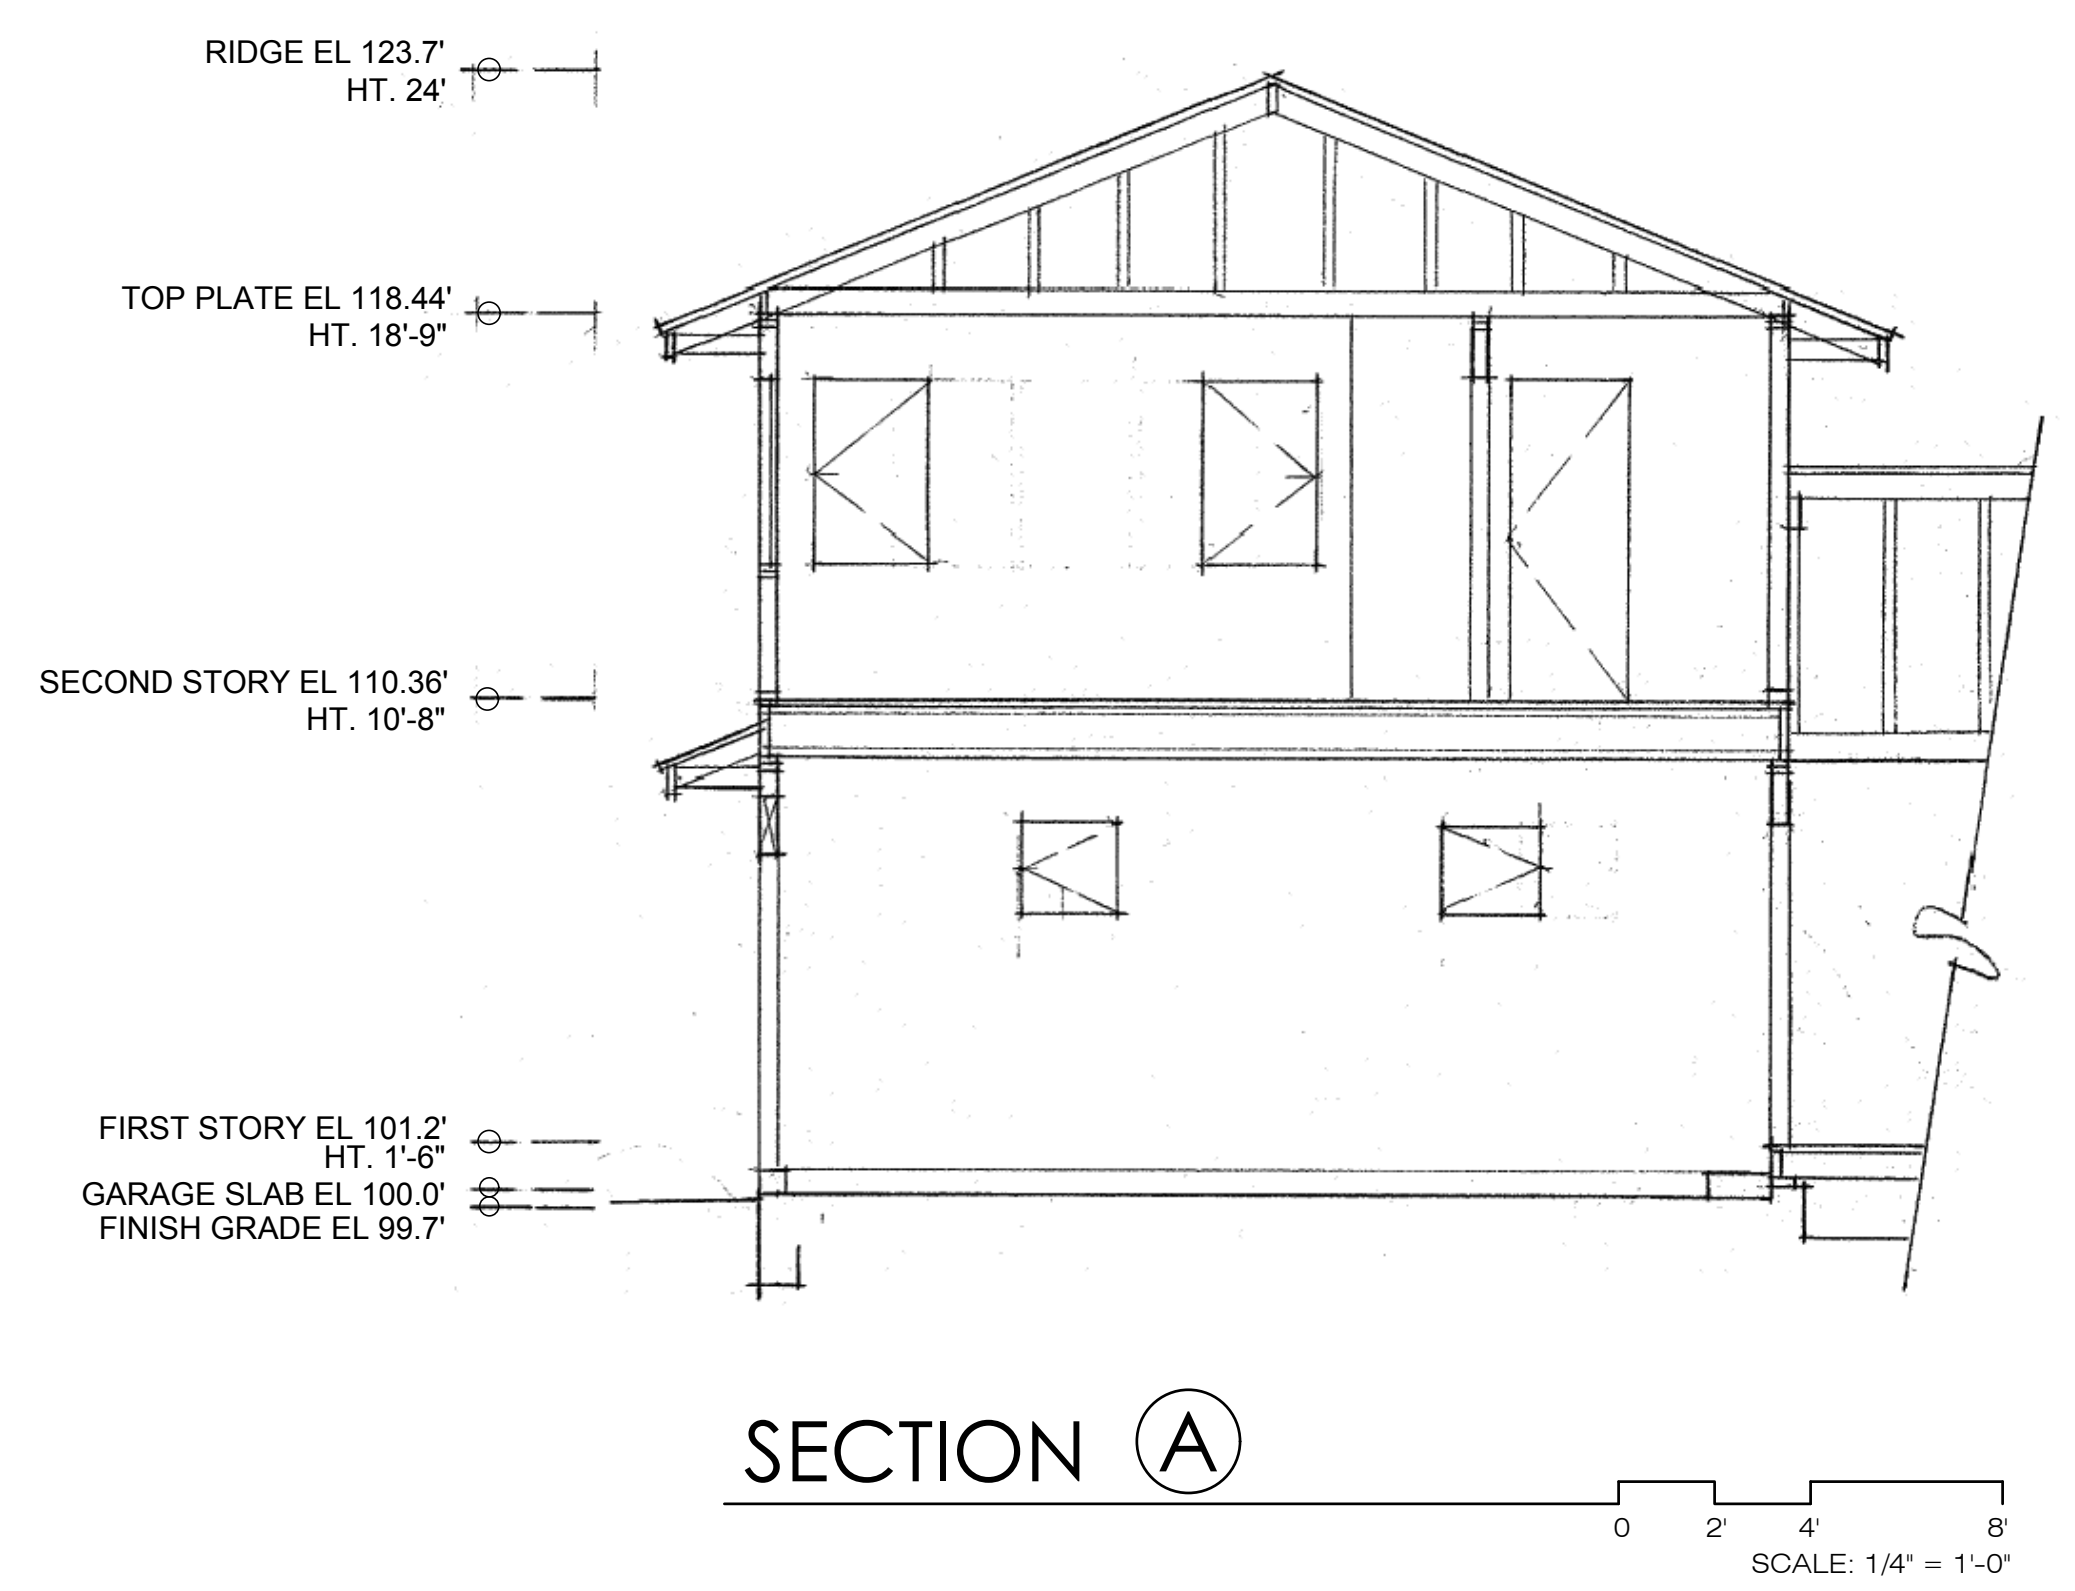 RIDGE EL 123.7'
HT. 24'
TOP PLATE EL 118.44'
HT. 18'-9"
SECOND STORY EL 110.36'
HT. 10'-8"
FIRST STORY EL 101.2'
HT. 1'-6"
GARAGE SLAB EL 100.0'
FINISH GRADE EL 99.7'
SECTION A
0 2' 4' 8'
SCALE: 1/4" = 1'-0"